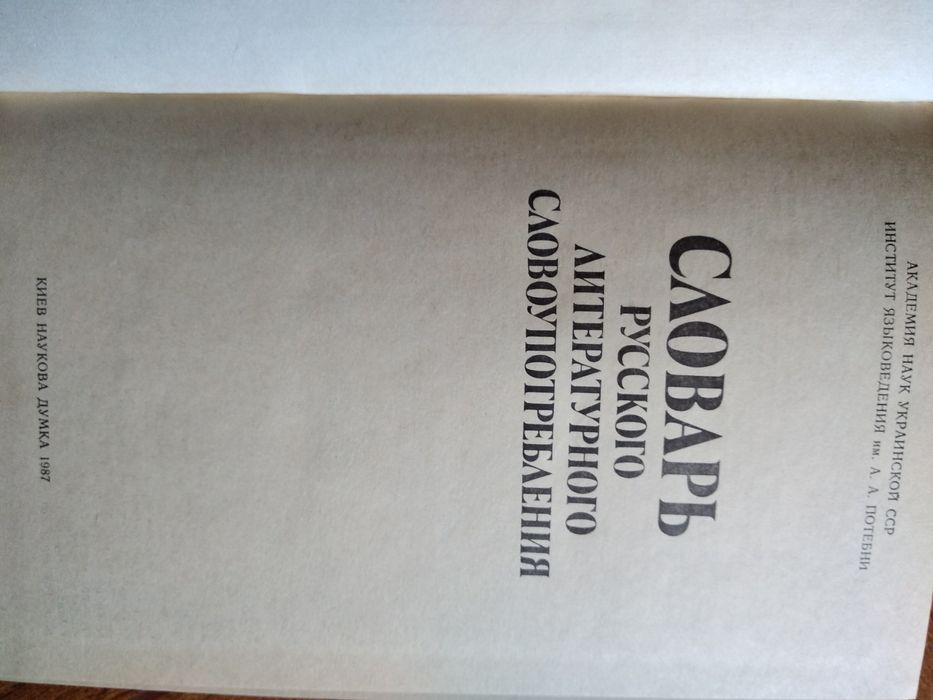 АКАДЕМИЯ НАУК УКРАИНСКОЙ ССР
ИНСТИТУТ ЯЗЫКОВЕДЕНИЯ им. А. А. ПОТЕБНИ
СЛОВАРЬ
РУССКОГО
ЛИТЕРАТУРНОГО
СЛОВОУПОТРЕБЛЕНИЯ
КИЕВ НАУКОВА ДУМКА 1987